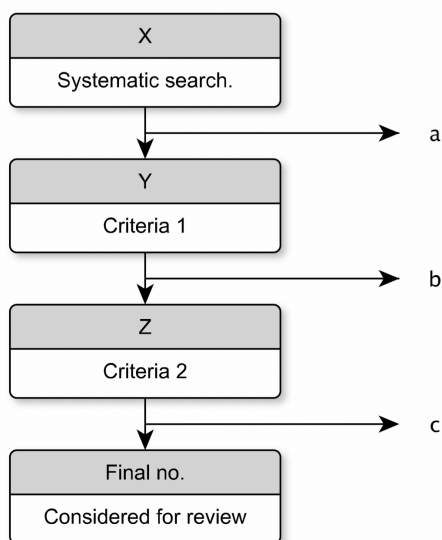 X
Systematic search.
a
Y
Criteria 1
b
Z
Criteria 2
c
Final no.
Considered for review